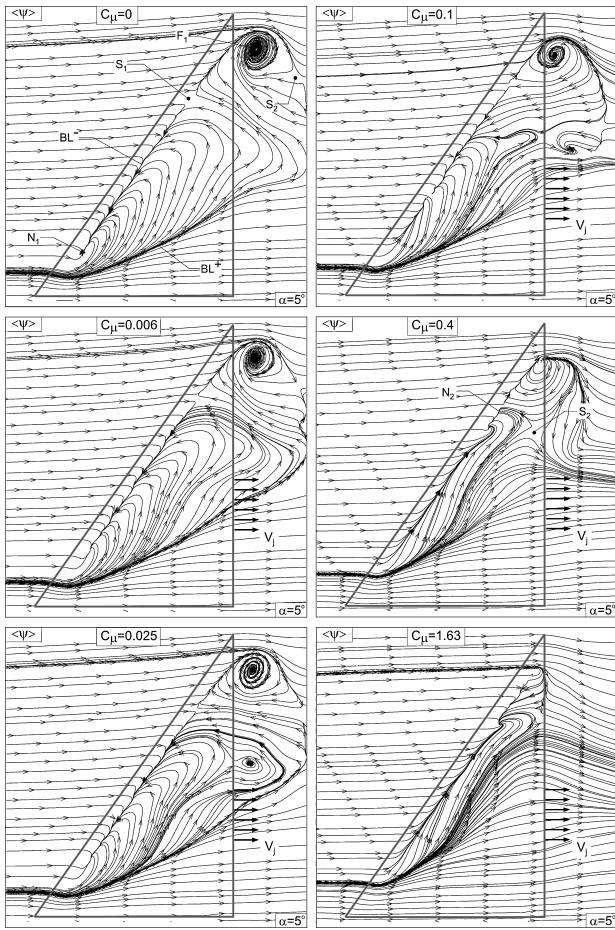 <Ψ>
Cμ=0
F1
S1
S2
BL-
N1
BL+
α=5°
<Ψ>
Cμ=0.1
Vj
α=5°
<Ψ>
Cμ=0.006
Vj
α=5°
<Ψ>
Cμ=0.4
N2
S2
Vj
α=5°
<Ψ>
Cμ=0.025
Vj
α=5°
<Ψ>
Cμ=1.63
Vj
α=5°